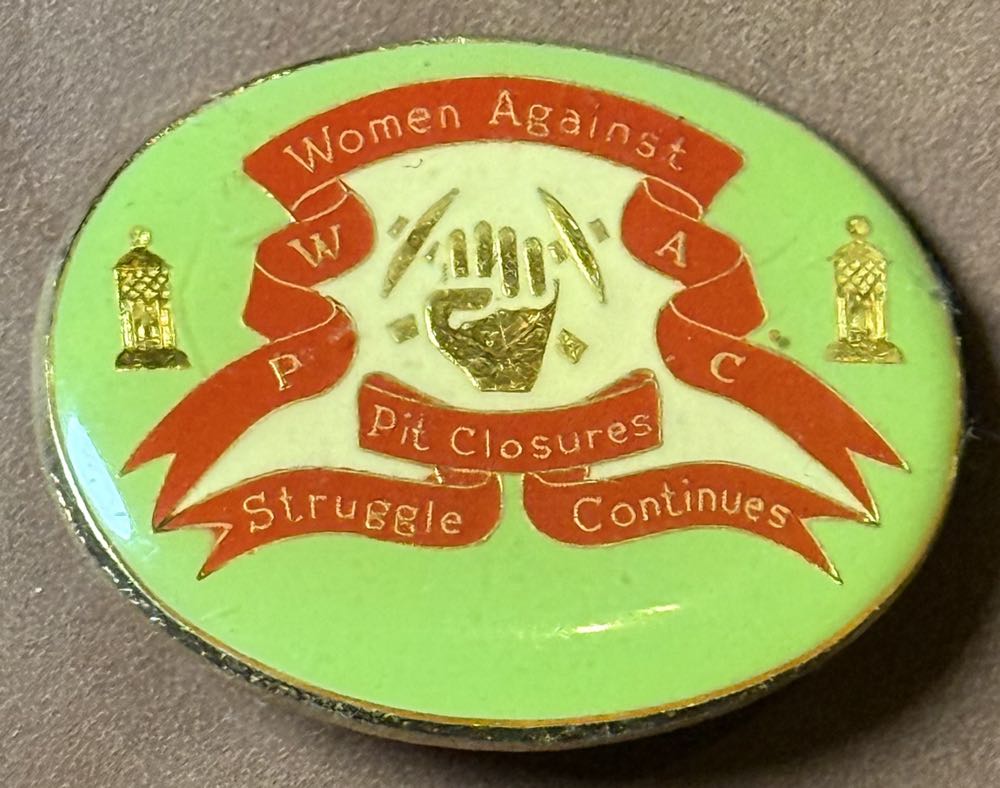 Women Against
W A
P C
Pit Closures
Struggle Continues